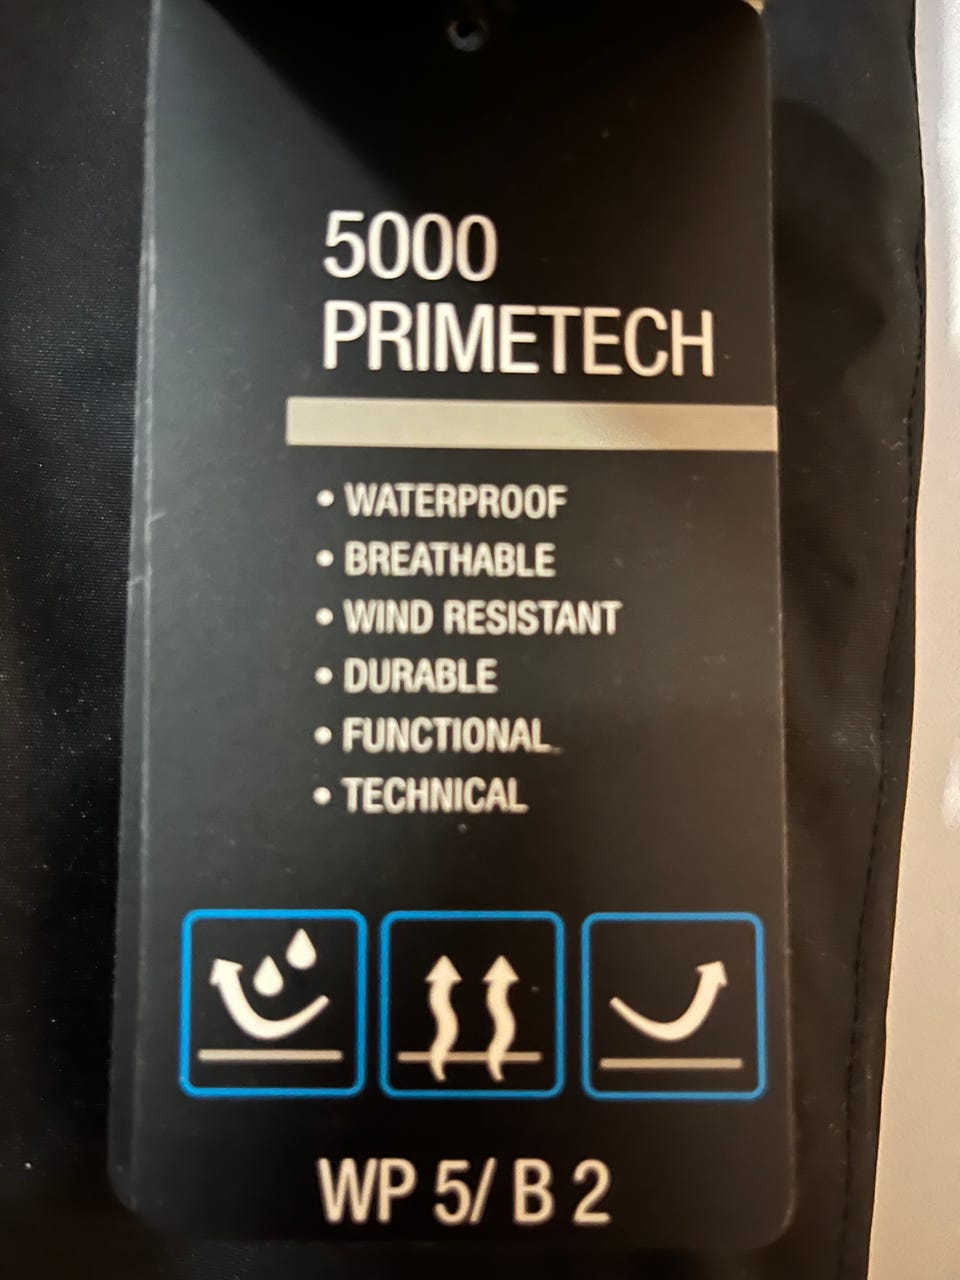 5000
PRIMETECH
• WATERPROOF
• BREATHABLE
• WIND RESISTANT
• DURABLE
• FUNCTIONAL
• TECHNICAL
WP 5/ B 2